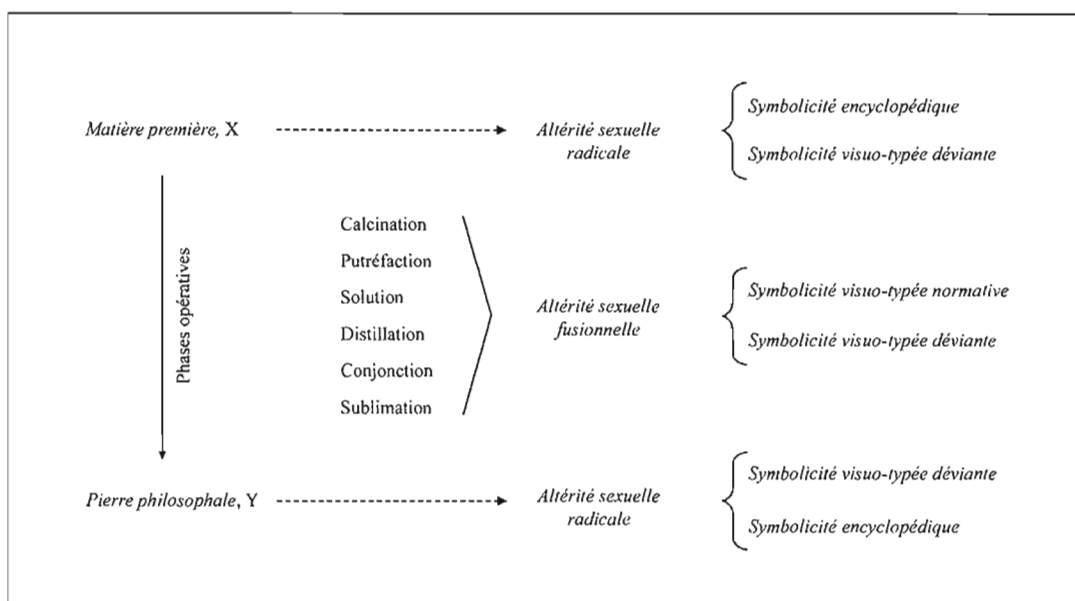 Matière première, X
Altérité sexuelle
radicale
Symbolicité encyclopédique
Symbolicité visuo-typée déviante
Phases opératives
Calcination
Putréfaction
Solution
Distillation
Conjonction
Sublimation
Altérité sexuelle
fusionnelle
Symbolicité visuo-typée normative
Symbolicité visuo-typée déviante
Pierre philosophale, Y
Altérité sexuelle
radicale
Symbolicité visuo-typée déviante
Symbolicité encyclopédique